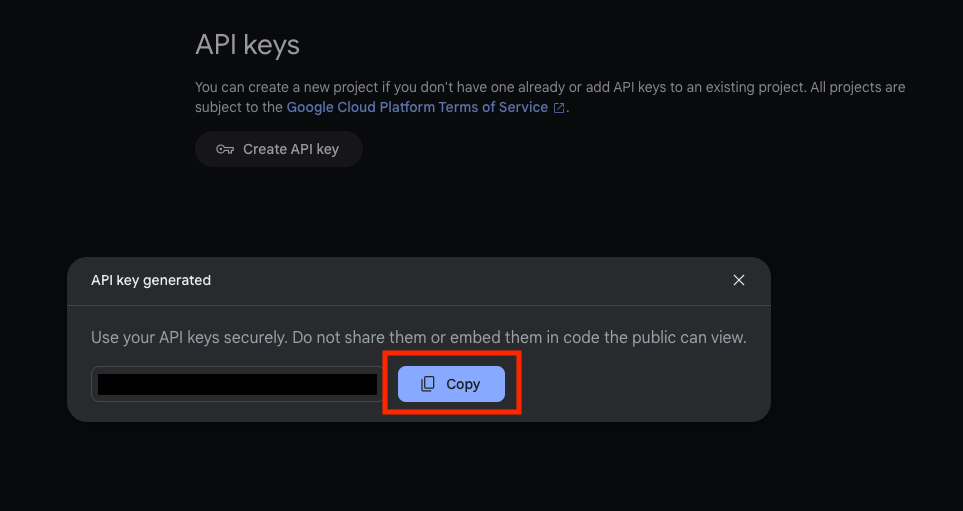 API keys
You can create a new project if you don't have one already or add API keys to an existing project. All projects are
subject to the Google Cloud Platform Terms of Service.
Create API key
API key generated
Use your API keys securely. Do not share them or embed them in code the public can view.
Copy